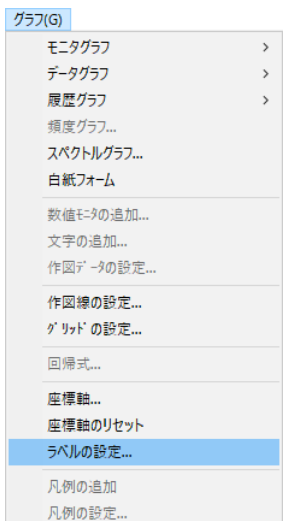 グラフ(G)
モニタグラフ
データグラフ
履歴グラフ
頻度グラフ...
スペクトルグラフ...
白紙フォーム
数値ﾓﾆﾀの追加...
文字の追加...
作図ﾃﾞｰﾀの設定...
作図線の設定...
ｸﾞﾘｯﾄﾞの設定...
回帰式...
座標軸...
座標軸のリセット
ラベルの設定...
凡例の追加
凡例の設定...